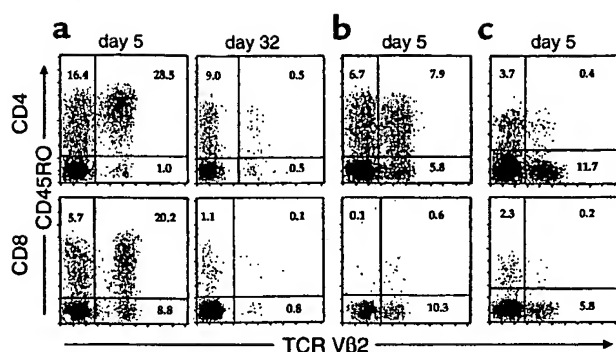 a b c
day 5 day 32 day 5 day 5
16.4 28.5 9.0 0.5 6.7 7.9 3.7 0.4
1.0 0.5 5.8 11.7
CD4
CD45RO
5.7 20.2 1.1 0.1 0.1 0.6 2.3 0.2
8.8 0.8 10.3 5.8
CD8
TCR Vβ2